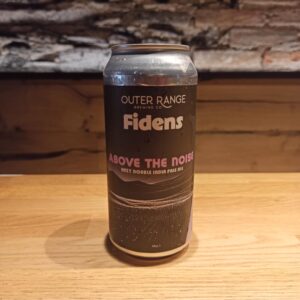 OUTER RANGE
BREWING CO.
Fidens
ABOVE THE NOISE
DOUBLE INDIA PALE ALE